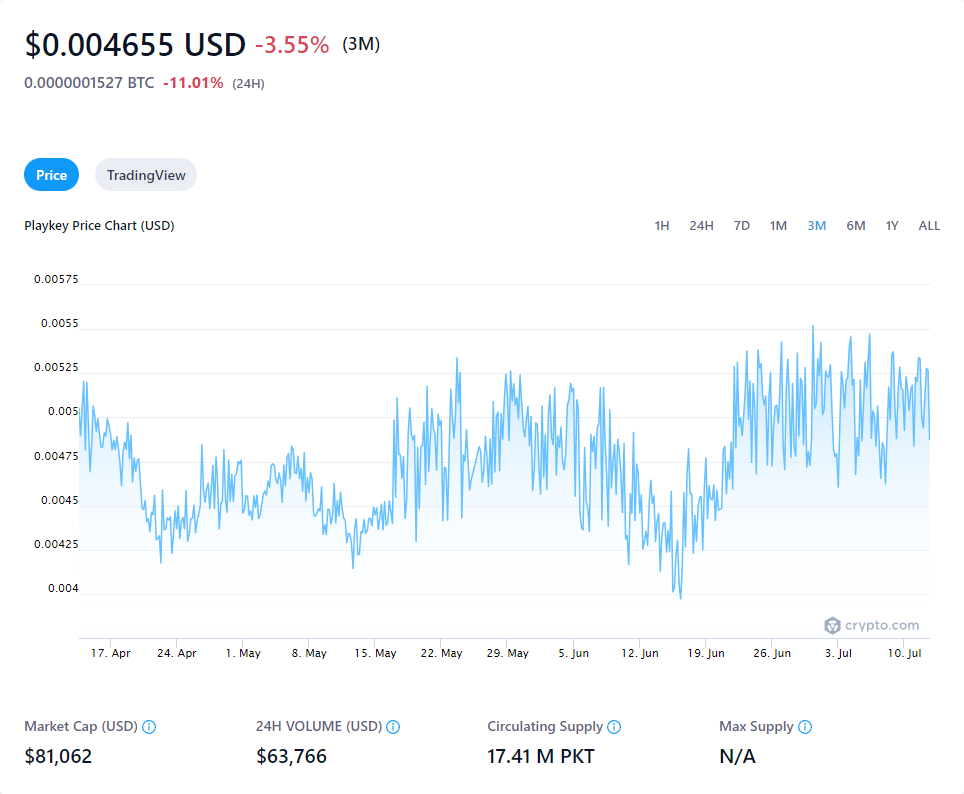 $0.004655 USD -3.55% (3M)
0.0000001527 BTC -11.01% (24H)
Price TradingView
Playkey Price Chart (USD) 1H 24H 7D 1M 3M 6M 1Y ALL
0.00575
0.0055
0.00525
0.005
0.00475
0.0045
0.00425
0.004
crypto.com
17. Apr 24. Apr 1. May 8. May 15. May 22. May 29. May 5. Jun 12. Jun 19. Jun 26. Jun 3. Jul 10. Jul
Market Cap (USD) 24H VOLUME (USD) Circulating Supply Max Supply
$81,062 $63,766 17.41 M PKT N/A